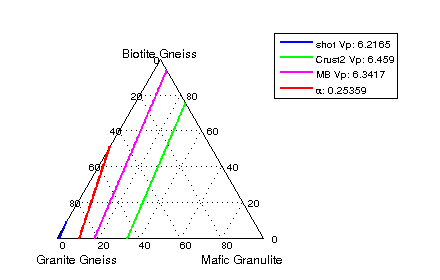 Biotite Gneiss
0
shot Vp: 6.2165
Crust2 Vp: 6.459
MB Vp: 6.3417
α: 0.25359
20 80
40 60
60 40
80 20
0
0 20 40 60 80
Granite Gneiss Mafic Granulite